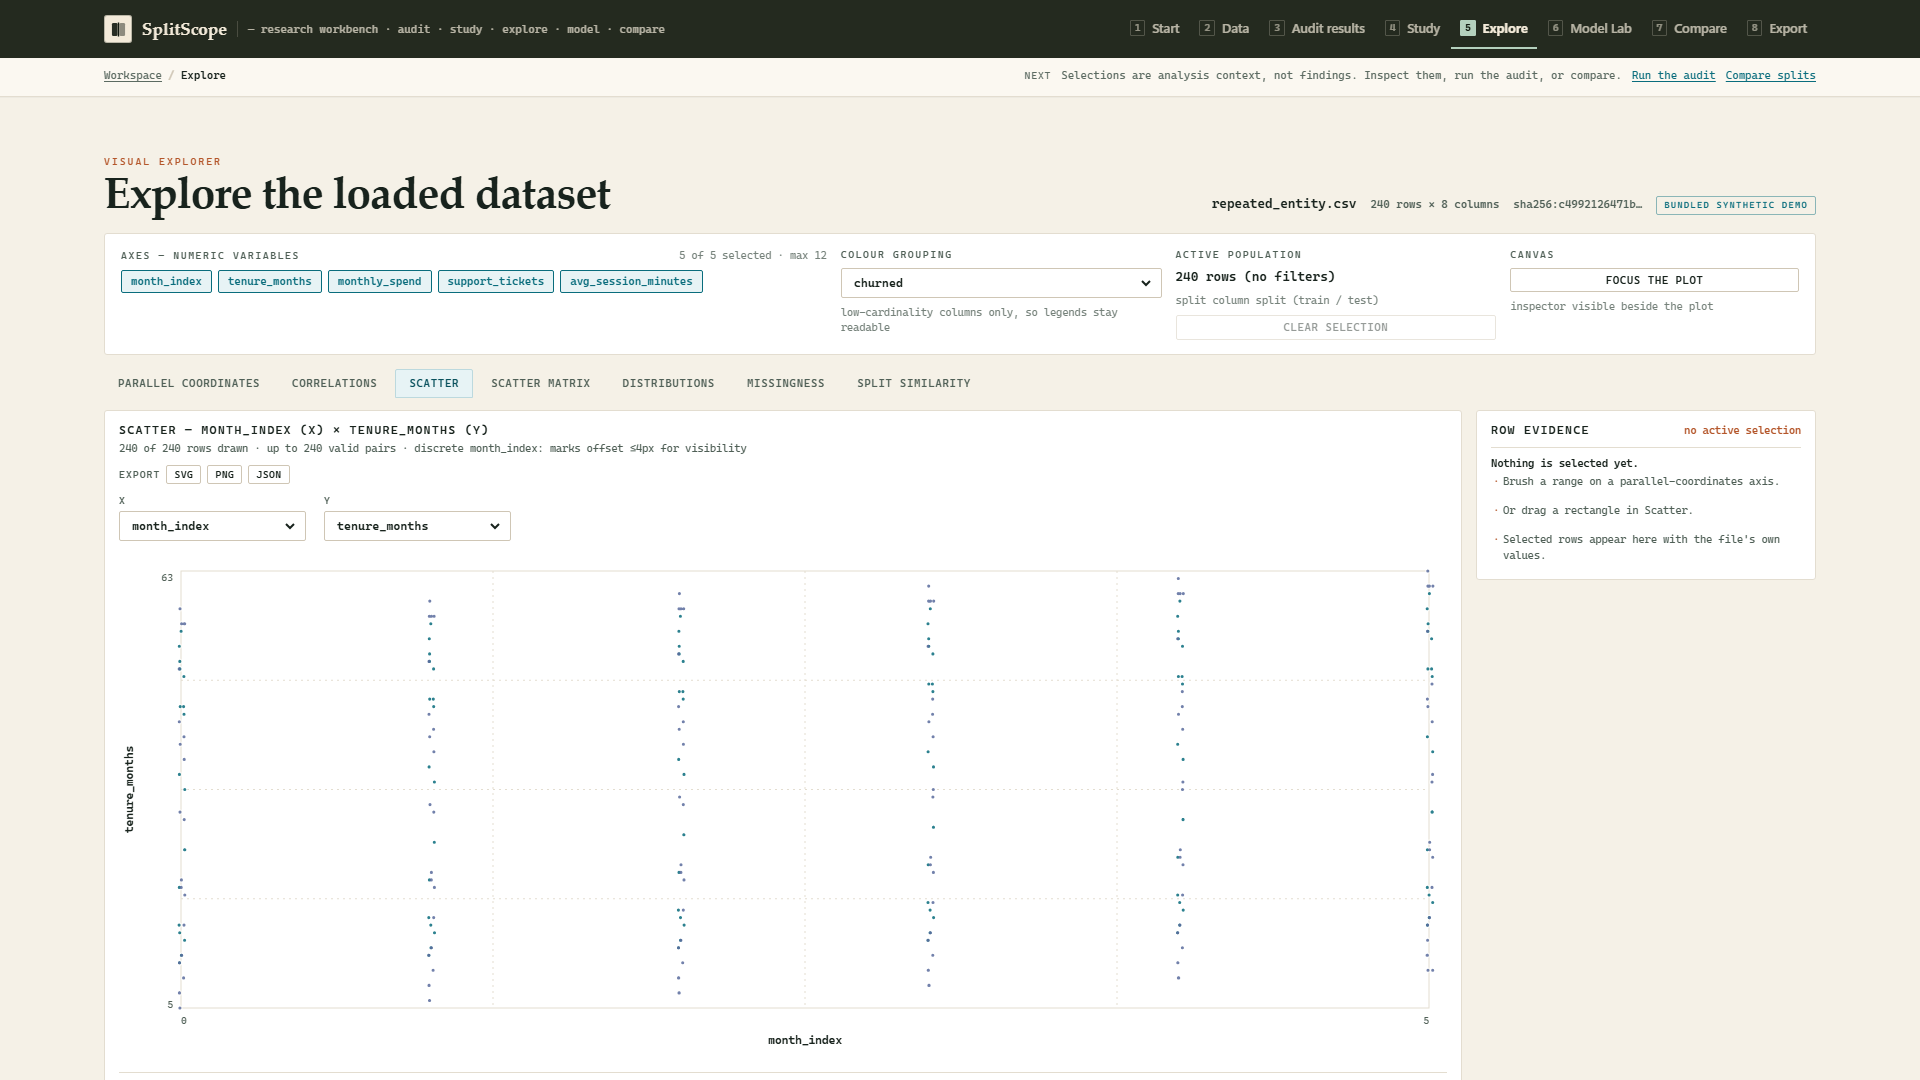 SplitScope — research workbench · audit · study · explore · model · compare
1 Start 2 Data 3 Audit results 4 Study 5 Explore 6 Model Lab 7 Compare 8 Export
Workspace / Explore
NEXT Selections are analysis context, not findings. Inspect them, run the audit, or compare. Run the audit Compare splits
VISUAL EXPLORER
Explore the loaded dataset
repeated_entity.csv 240 rows × 8 columns sha256:c4992126471b… BUNDLED SYNTHETIC DEMO
AXES — NUMERIC VARIABLES 5 of 5 selected · max 12
month_index tenure_months monthly_spend support_tickets avg_session_minutes
COLOUR GROUPING
churned
low-cardinality columns only, so legends stay
readable
ACTIVE POPULATION
240 rows (no filters)
split column split (train / test)
CLEAR SELECTION
CANVAS
FOCUS THE PLOT
inspector visible beside the plot
PARALLEL COORDINATES CORRELATIONS SCATTER SCATTER MATRIX DISTRIBUTIONS MISSINGNESS SPLIT SIMILARITY
SCATTER — MONTH_INDEX (X) × TENURE_MONTHS (Y)
240 of 240 rows drawn · up to 240 valid pairs · discrete month_index: marks offset ≤4px for visibility
EXPORT SVG PNG JSON
X Y
month_index tenure_months
63
tenure_months
5
0 5
month_index
ROW EVIDENCE no active selection
Nothing is selected yet.
· Brush a range on a parallel-coordinates axis.
· Or drag a rectangle in Scatter.
· Selected rows appear here with the file's own
values.